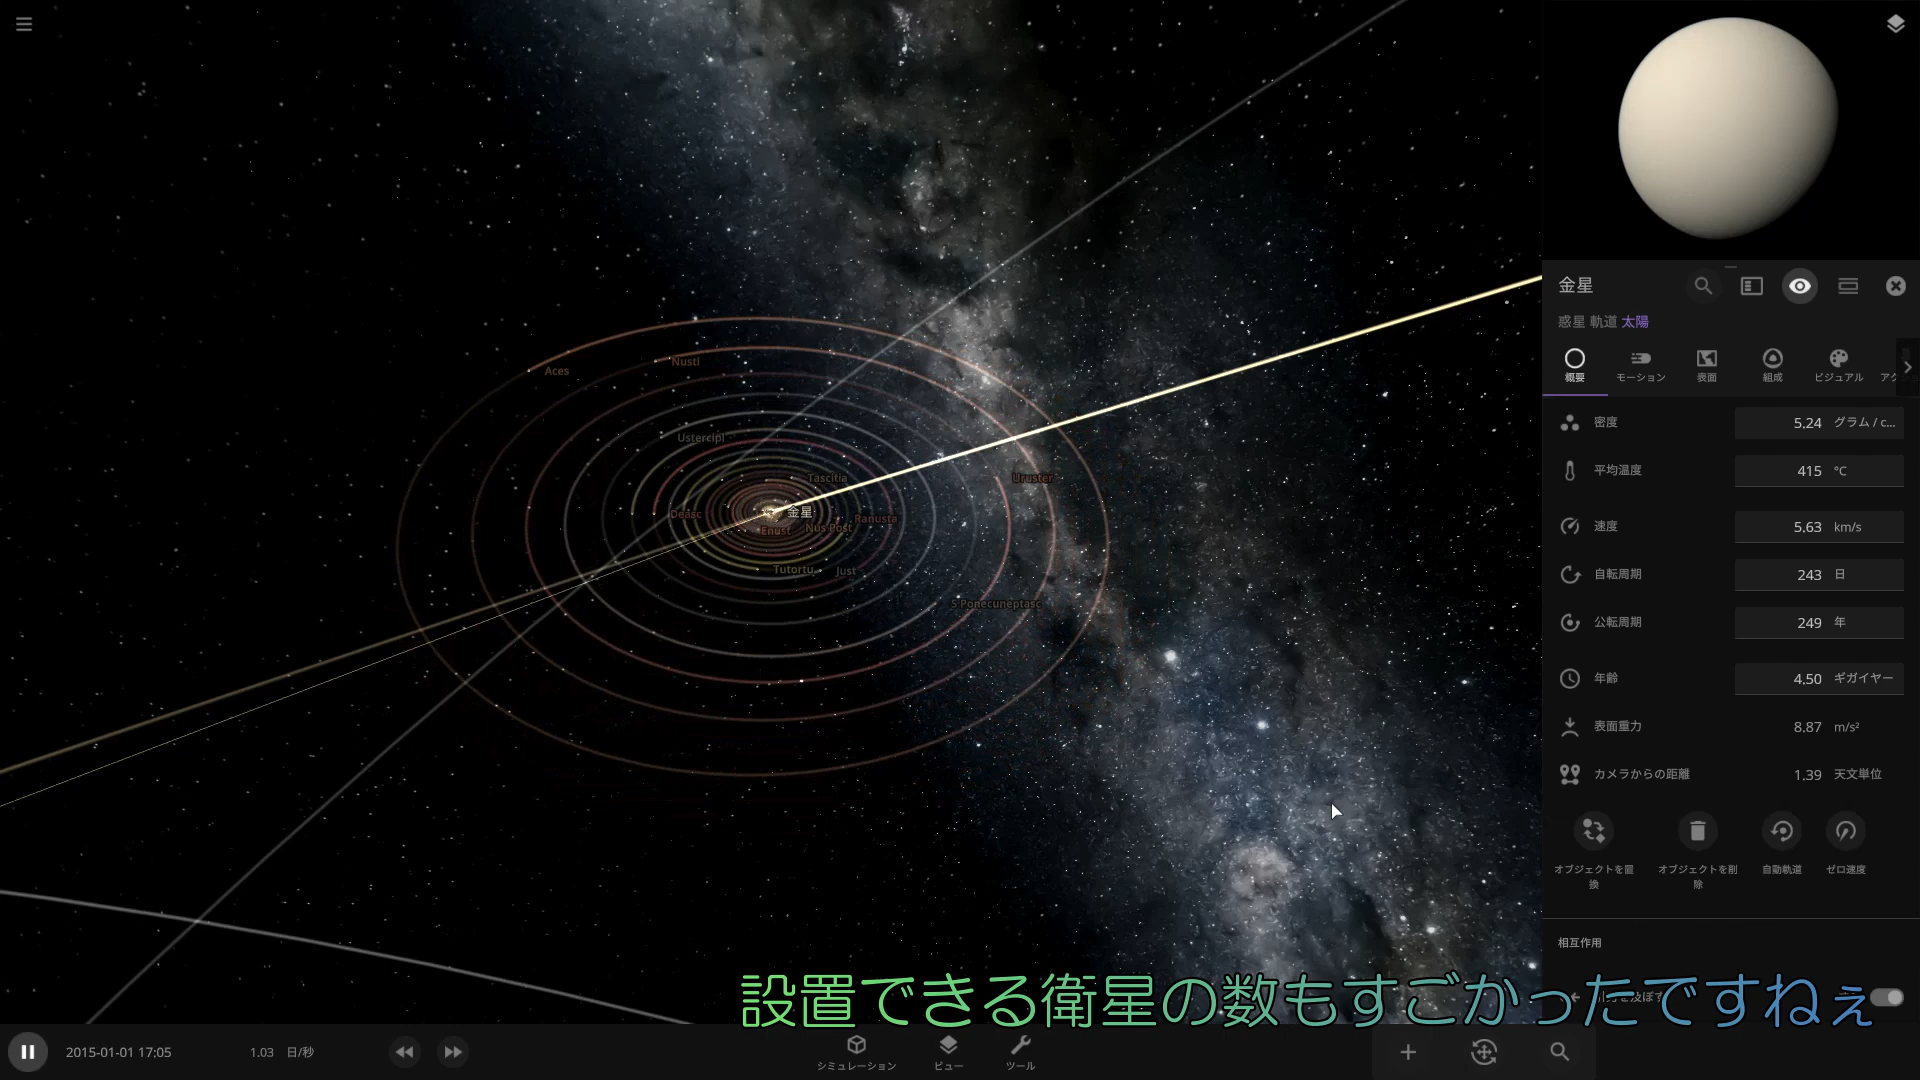 Aces
Nusti
Ustercipi
Tascitia
Uruster
Deasc
金星
Enust
Nus Post
Ranusta
Tutortu
Just
S Ponecuneptasc
金星
惑星 軌道 太陽
概要
モーション
表面
組成
ビジュアル
アク
密度 5.24 グラム / c...
平均温度 415 °C
速度 5.63 km/s
自転周期 243 日
公転周期 249 年
年齢 4.50 ギガイヤー
表面重力 8.87 m/s²
カメラからの距離 1.39 天文単位
オブジェクトを置換
オブジェクトを削除
自動軌道
ゼロ速度
相互作用
設置できる衛星の数もすごかったですねぇ
2015-01-01 17:05
1.03 日/秒
シミュレーション
ビュー
ツール